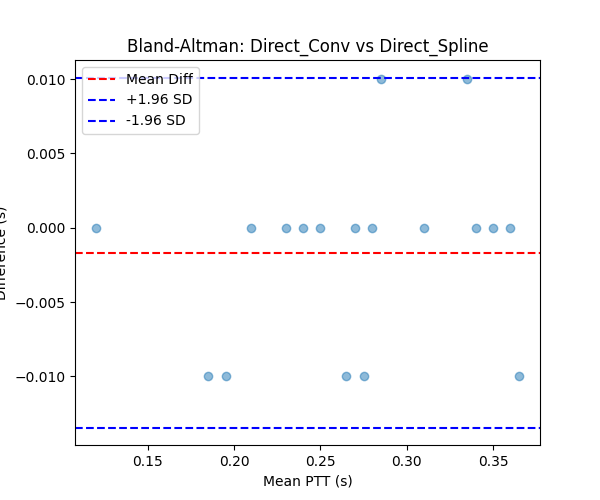 Bland-Altman: Direct_Conv vs Direct_Spline
Mean Diff
+1.96 SD
-1.96 SD
0.010
0.005
0.000
−0.005
−0.010
Difference (s)
0.15
0.20
0.25
0.30
0.35
Mean PTT (s)